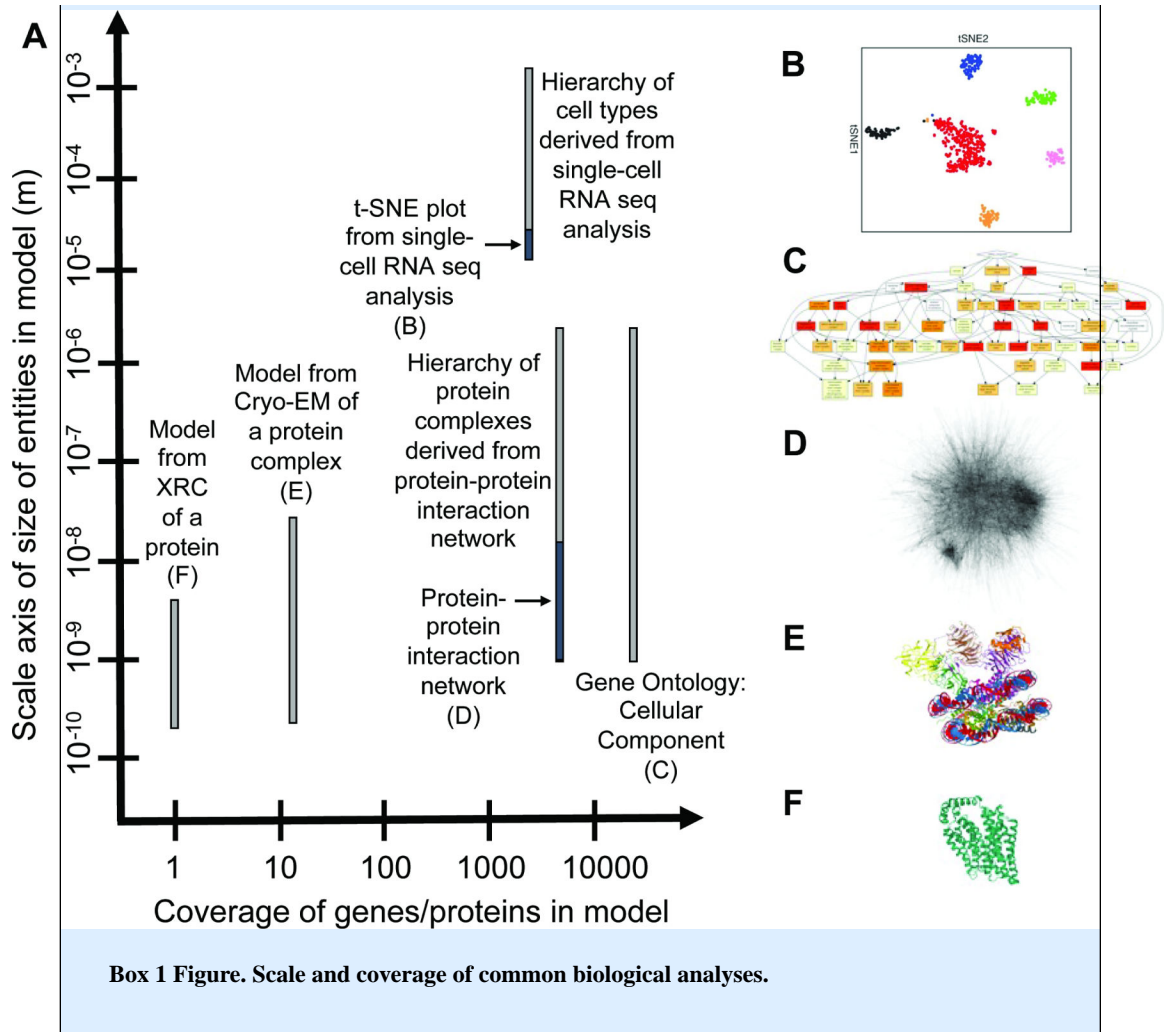 A
Scale axis of size of entities in model (m)
10-3
10-4
10-5
10-6
10-7
10-8
10-9
10-10
Hierarchy of
cell types
derived from
single-cell
RNA seq
analysis
t-SNE plot
from single-
cell RNA seq
analysis
(B)
Hierarchy of
protein
complexes
derived from
protein-protein
interaction
network
Model from
Cryo-EM of
a protein
complex
(E)
Model
from
XRC
of a
protein
(F)
Protein-
protein
interaction
network
(D)
Gene Ontology:
Cellular
Component
(C)
1
10
100
1000
10000
Coverage of genes/proteins in model
B
tSNE2
tSNE1
C
D
E
F
Box 1 Figure. Scale and coverage of common biological analyses.